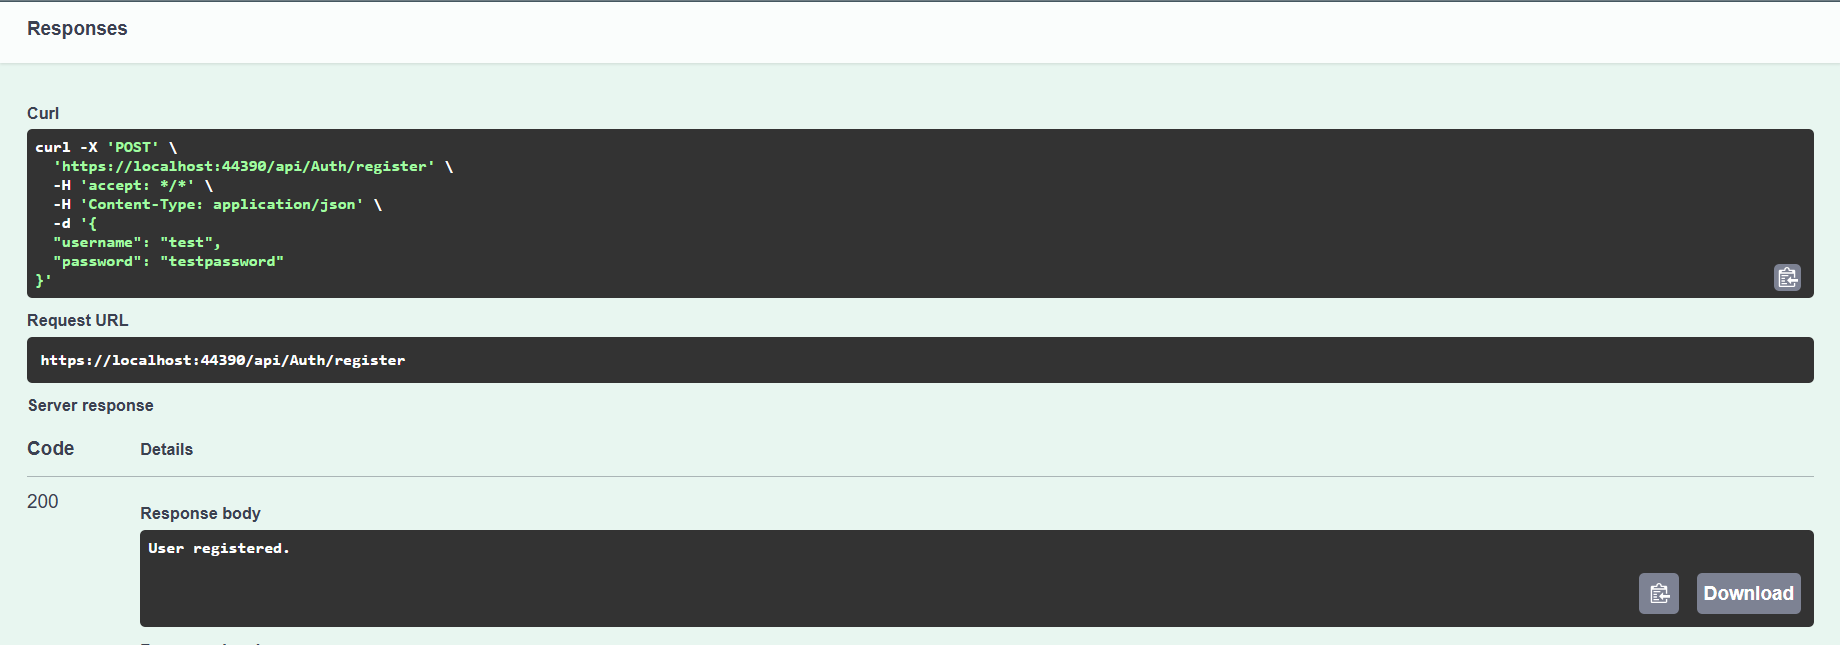 Responses
Curl
curl -X 'POST' \
'https://localhost:44390/api/Auth/register' \
-H 'accept: */*' \
-H 'Content-Type: application/json' \
-d '{
"username": "test",
"password": "testpassword"
}'
Request URL
https://localhost:44390/api/Auth/register
Server response
Code Details
200
Response body
User registered.
Download